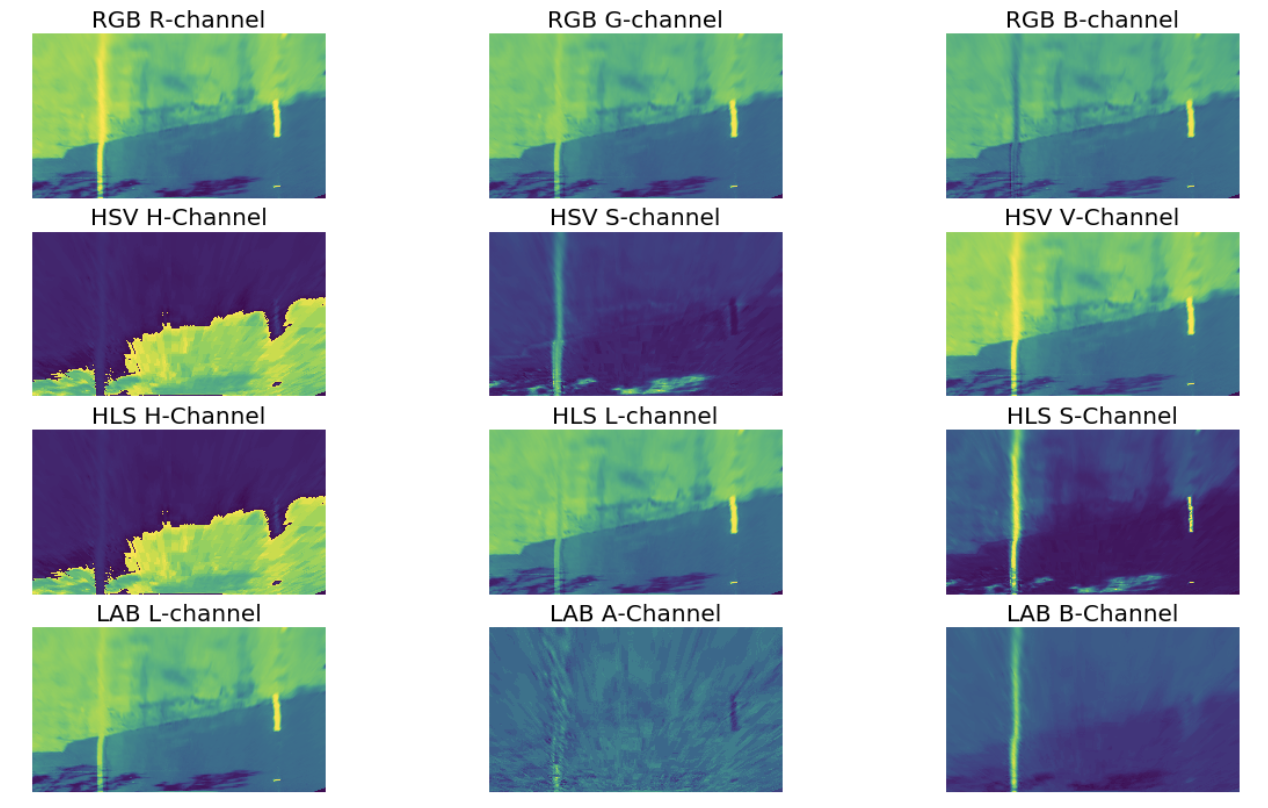 RGB R-channel
RGB G-channel
RGB B-channel
HSV H-Channel
HSV S-channel
HSV V-Channel
HLS H-Channel
HLS L-channel
HLS S-Channel
LAB L-channel
LAB A-Channel
LAB B-Channel